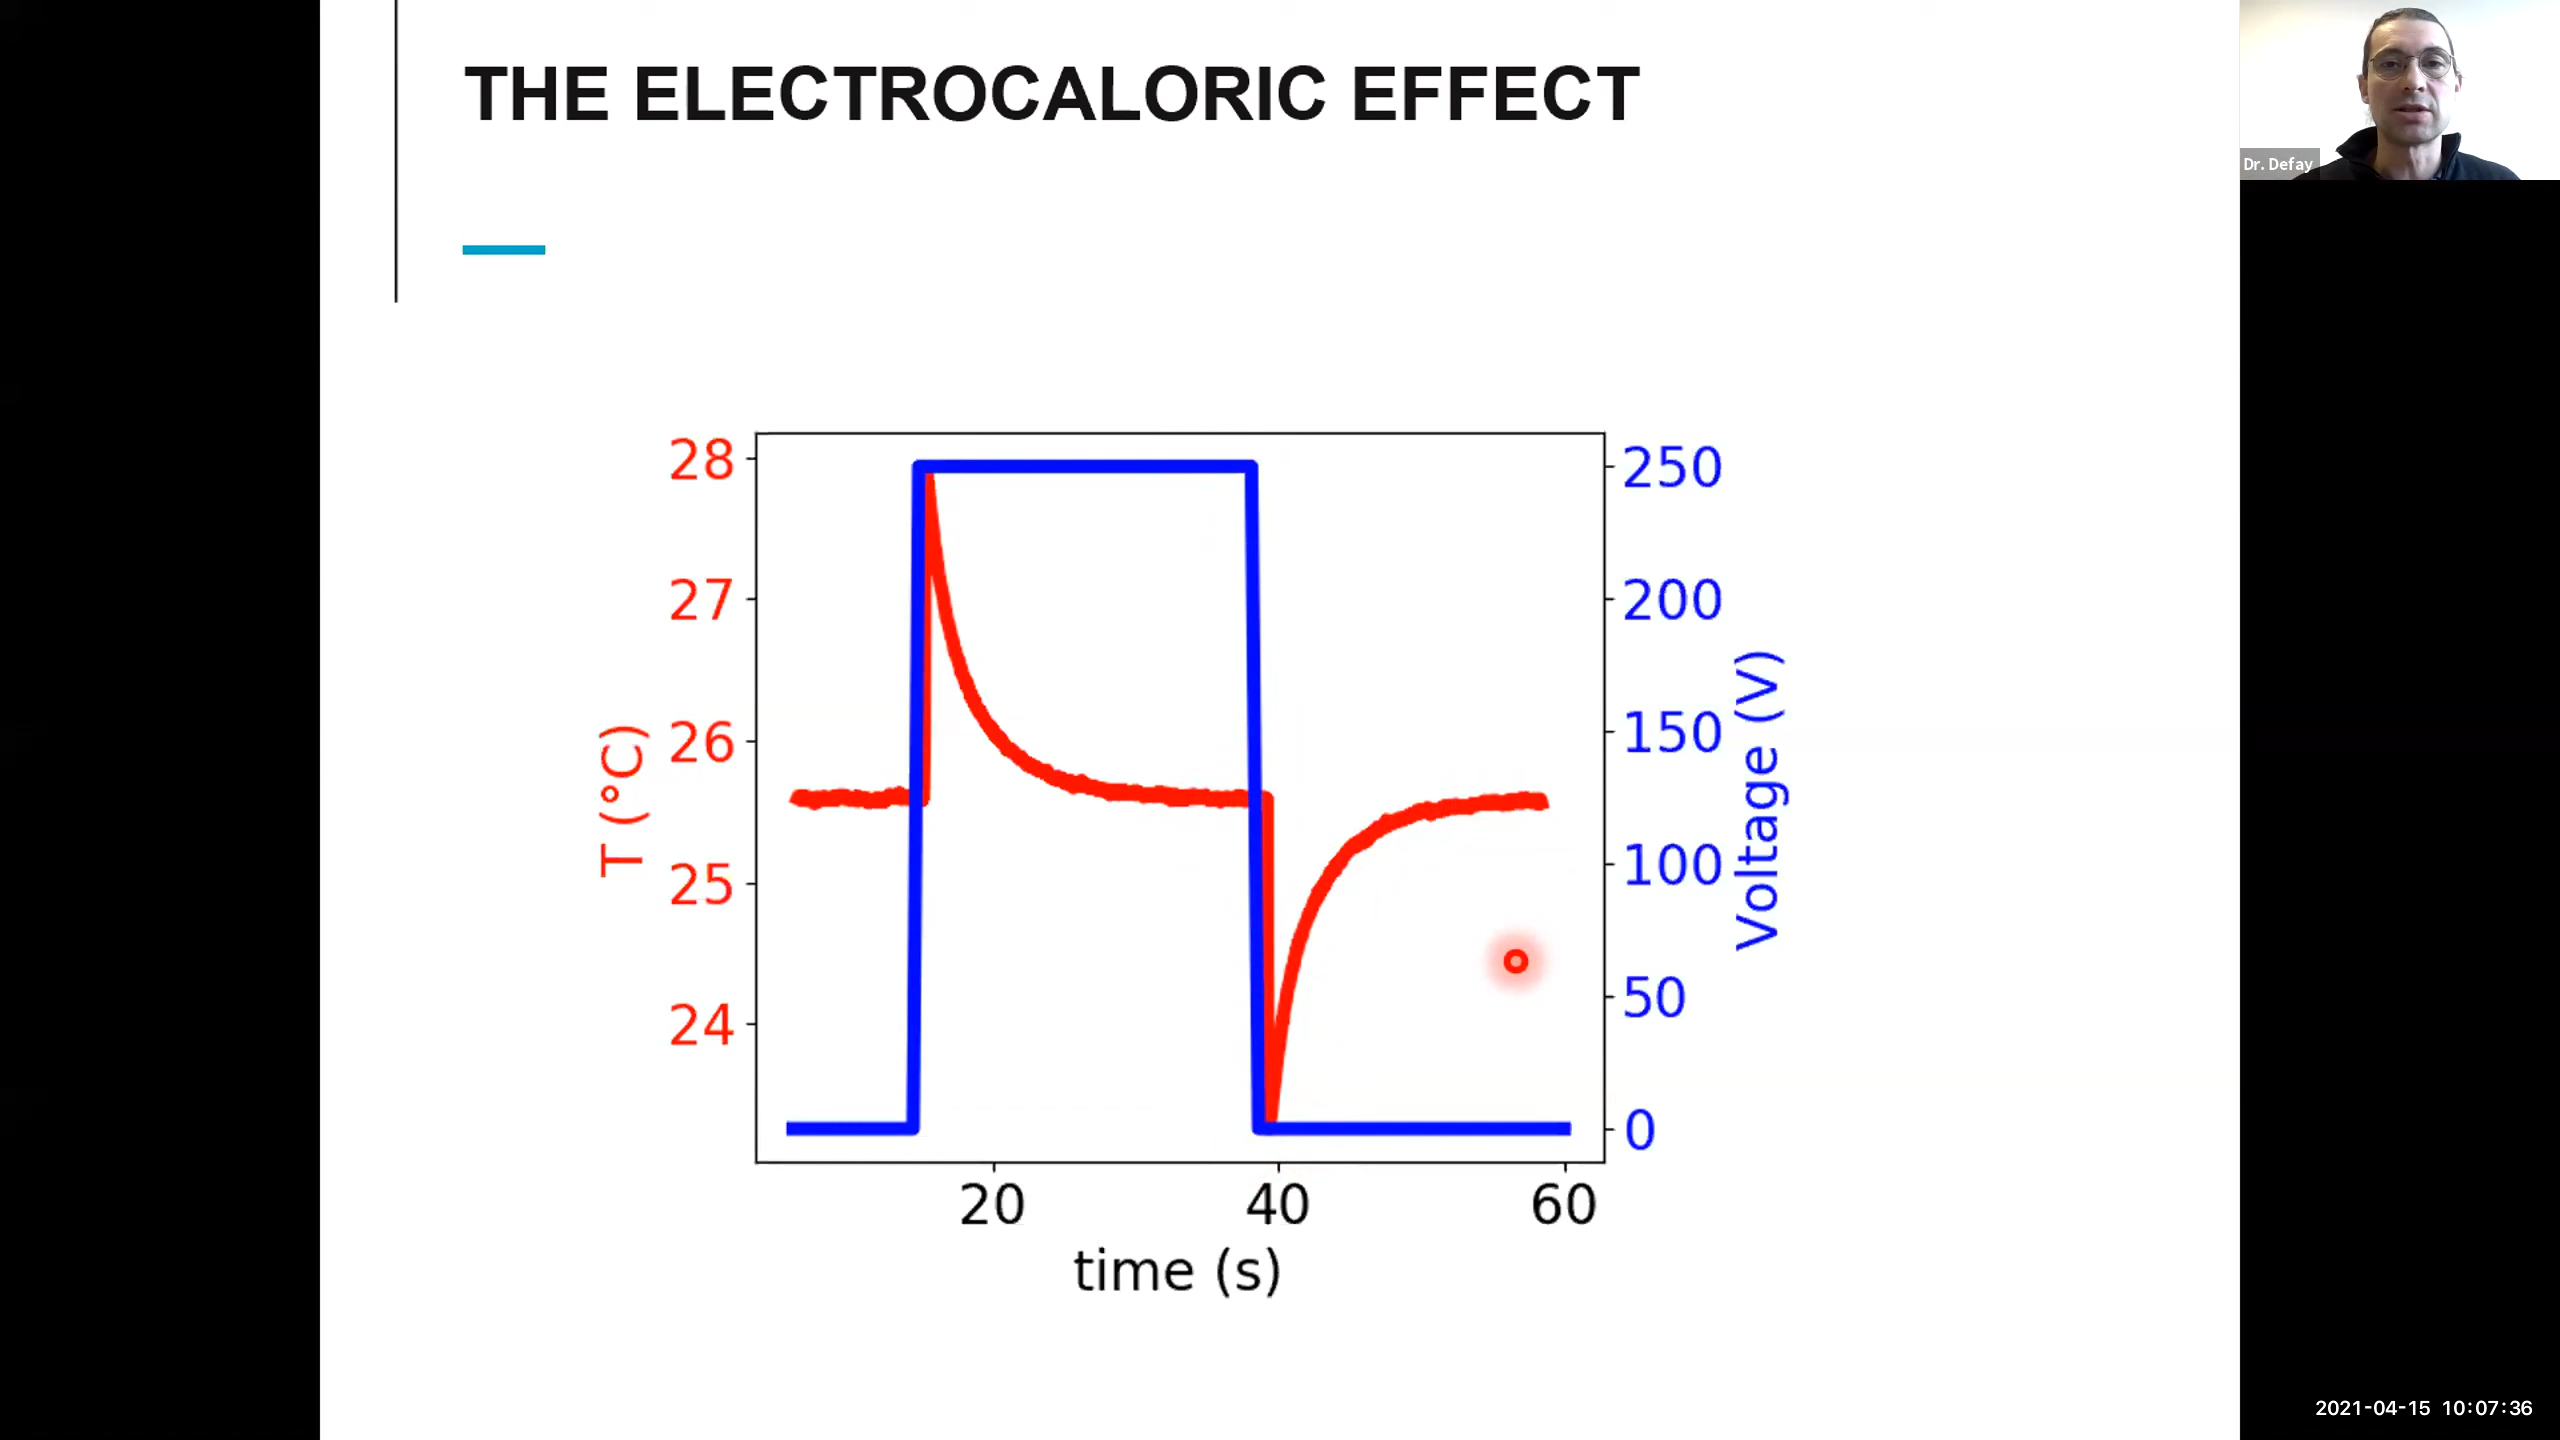 THE ELECTROCALORIC EFFECT
Dr. Defay
28
27
26
25
24
T (°C)
250
200
150
100
50
0
Voltage (V)
20 40 60
time (s)
2021-04-15 10:07:36